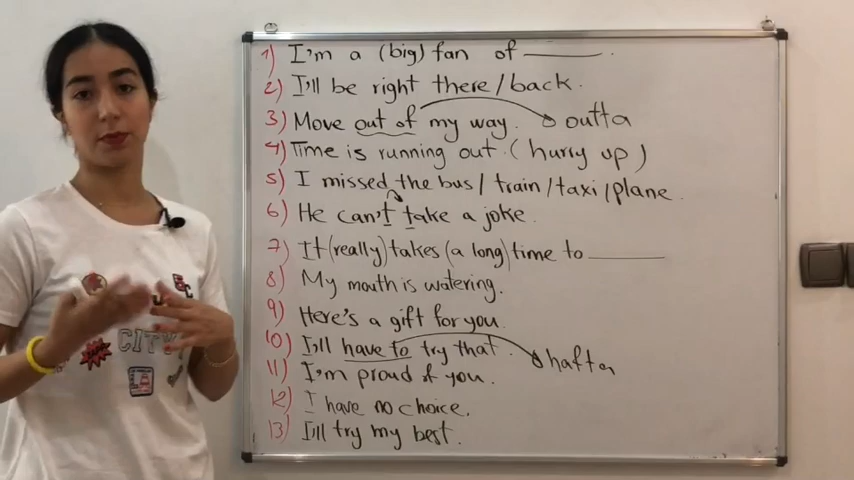 1) I'm a (big) fan of ______.
2) I'll be right there/back.
3) Move out of my way. outta
4) Time is running out. (hurry up)
5) I missed the bus/train/taxi/plane
6) He can't take a joke.
7) It (really) takes (a long) time to ______
8) My mouth is watering.
9) Here's a gift for you.
10) I'll have to try that. hafta
11) I'm proud of you.
12) I have no choice.
13) I'll try my best.
CITY
LA